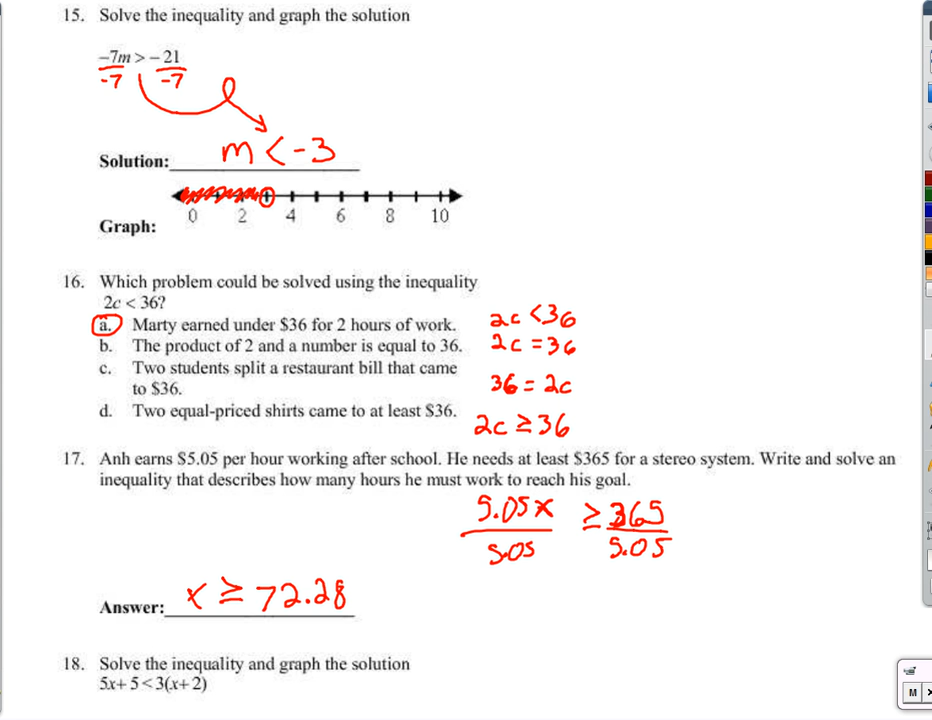 15. Solve the inequality and graph the solution
-7m > -21
-7 -7
Solution: m < -3
0 2 4 6 8 10
Graph:
16. Which problem could be solved using the inequality
2c < 36?
a. Marty earned under $36 for 2 hours of work. 2c < 36
b. The product of 2 and a number is equal to 36. 2c = 36
c. Two students split a restaurant bill that came
to $36. 36 = 2c
d. Two equal-priced shirts came to at least $36. 2c ≥ 36
17. Anh earns $5.05 per hour working after school. He needs at least $365 for a stereo system. Write and solve an
inequality that describes how many hours he must work to reach his goal.
5.05x ≥ 365
5.05 5.05
Answer: x ≥ 72.28
18. Solve the inequality and graph the solution
5x + 5 < 3(x + 2)
M